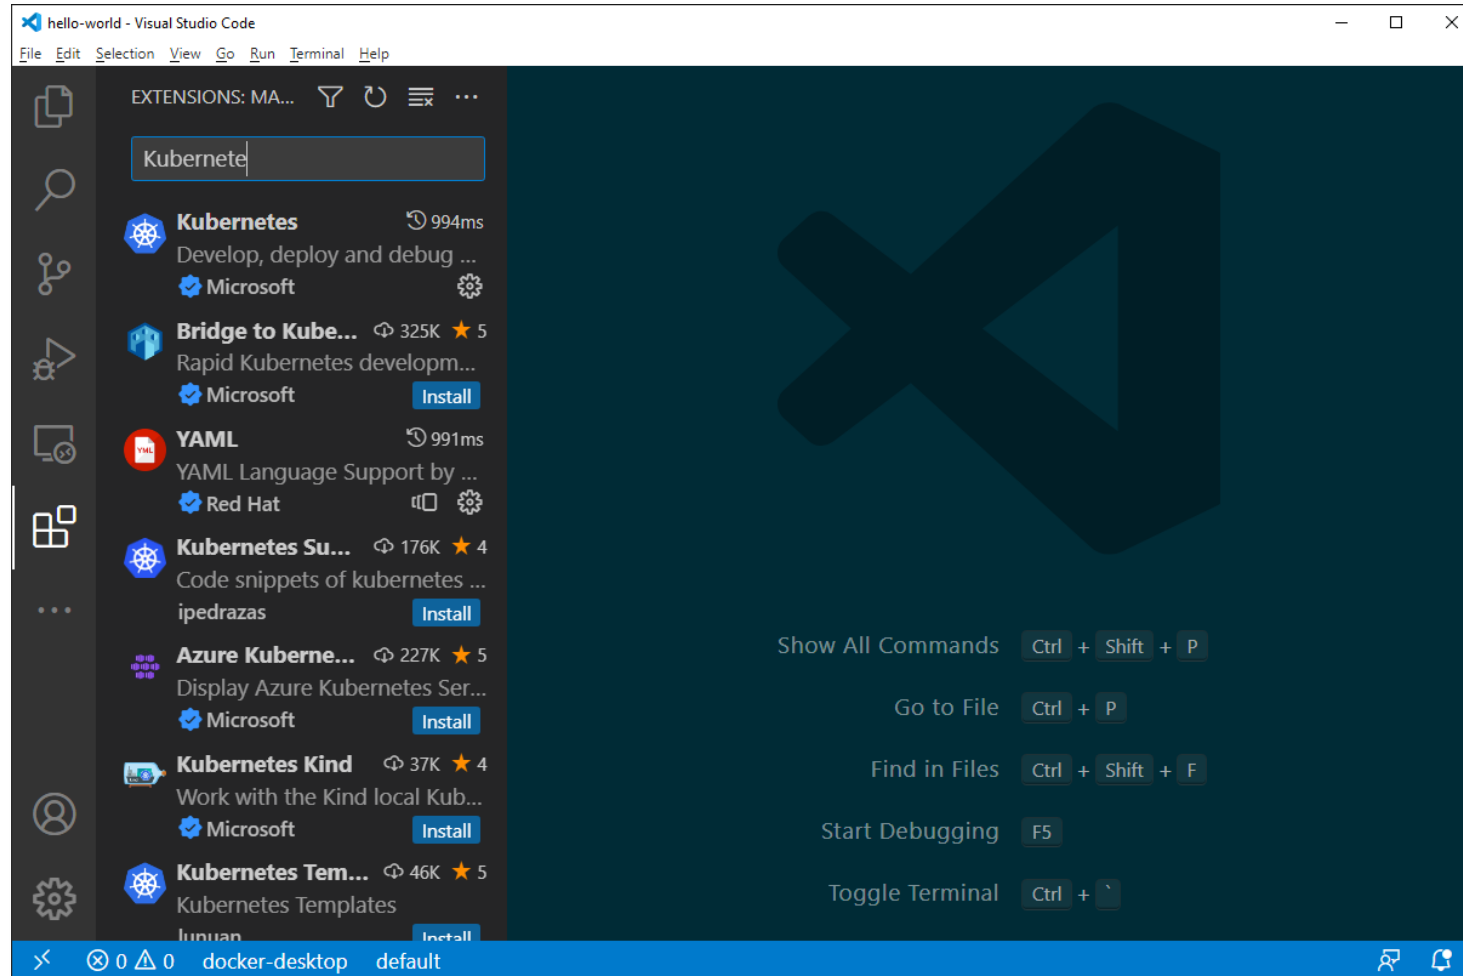 hello-world - Visual Studio Code
File Edit Selection View Go Run Terminal Help
EXTENSIONS: MA...
Kubernete
Kubernetes 994ms
Develop, deploy and debug ...
Microsoft
Bridge to Kube... 325K 5
Rapid Kubernetes developm...
Microsoft Install
YAML 991ms
YML
YAML Language Support by ...
Red Hat
Kubernetes Su... 176K 4
Code snippets of kubernetes ...
ipedrazas Install
Azure Kuberne... 227K 5
Display Azure Kubernetes Ser...
Microsoft Install
Kubernetes Kind 37K 4
Work with the Kind local Kub...
Microsoft Install
Kubernetes Tem... 46K 5
Kubernetes Templates
lunuan Install
Show All Commands Ctrl + Shift + P
Go to File Ctrl + P
Find in Files Ctrl + Shift + F
Start Debugging F5
Toggle Terminal Ctrl + `
0 0 docker-desktop default